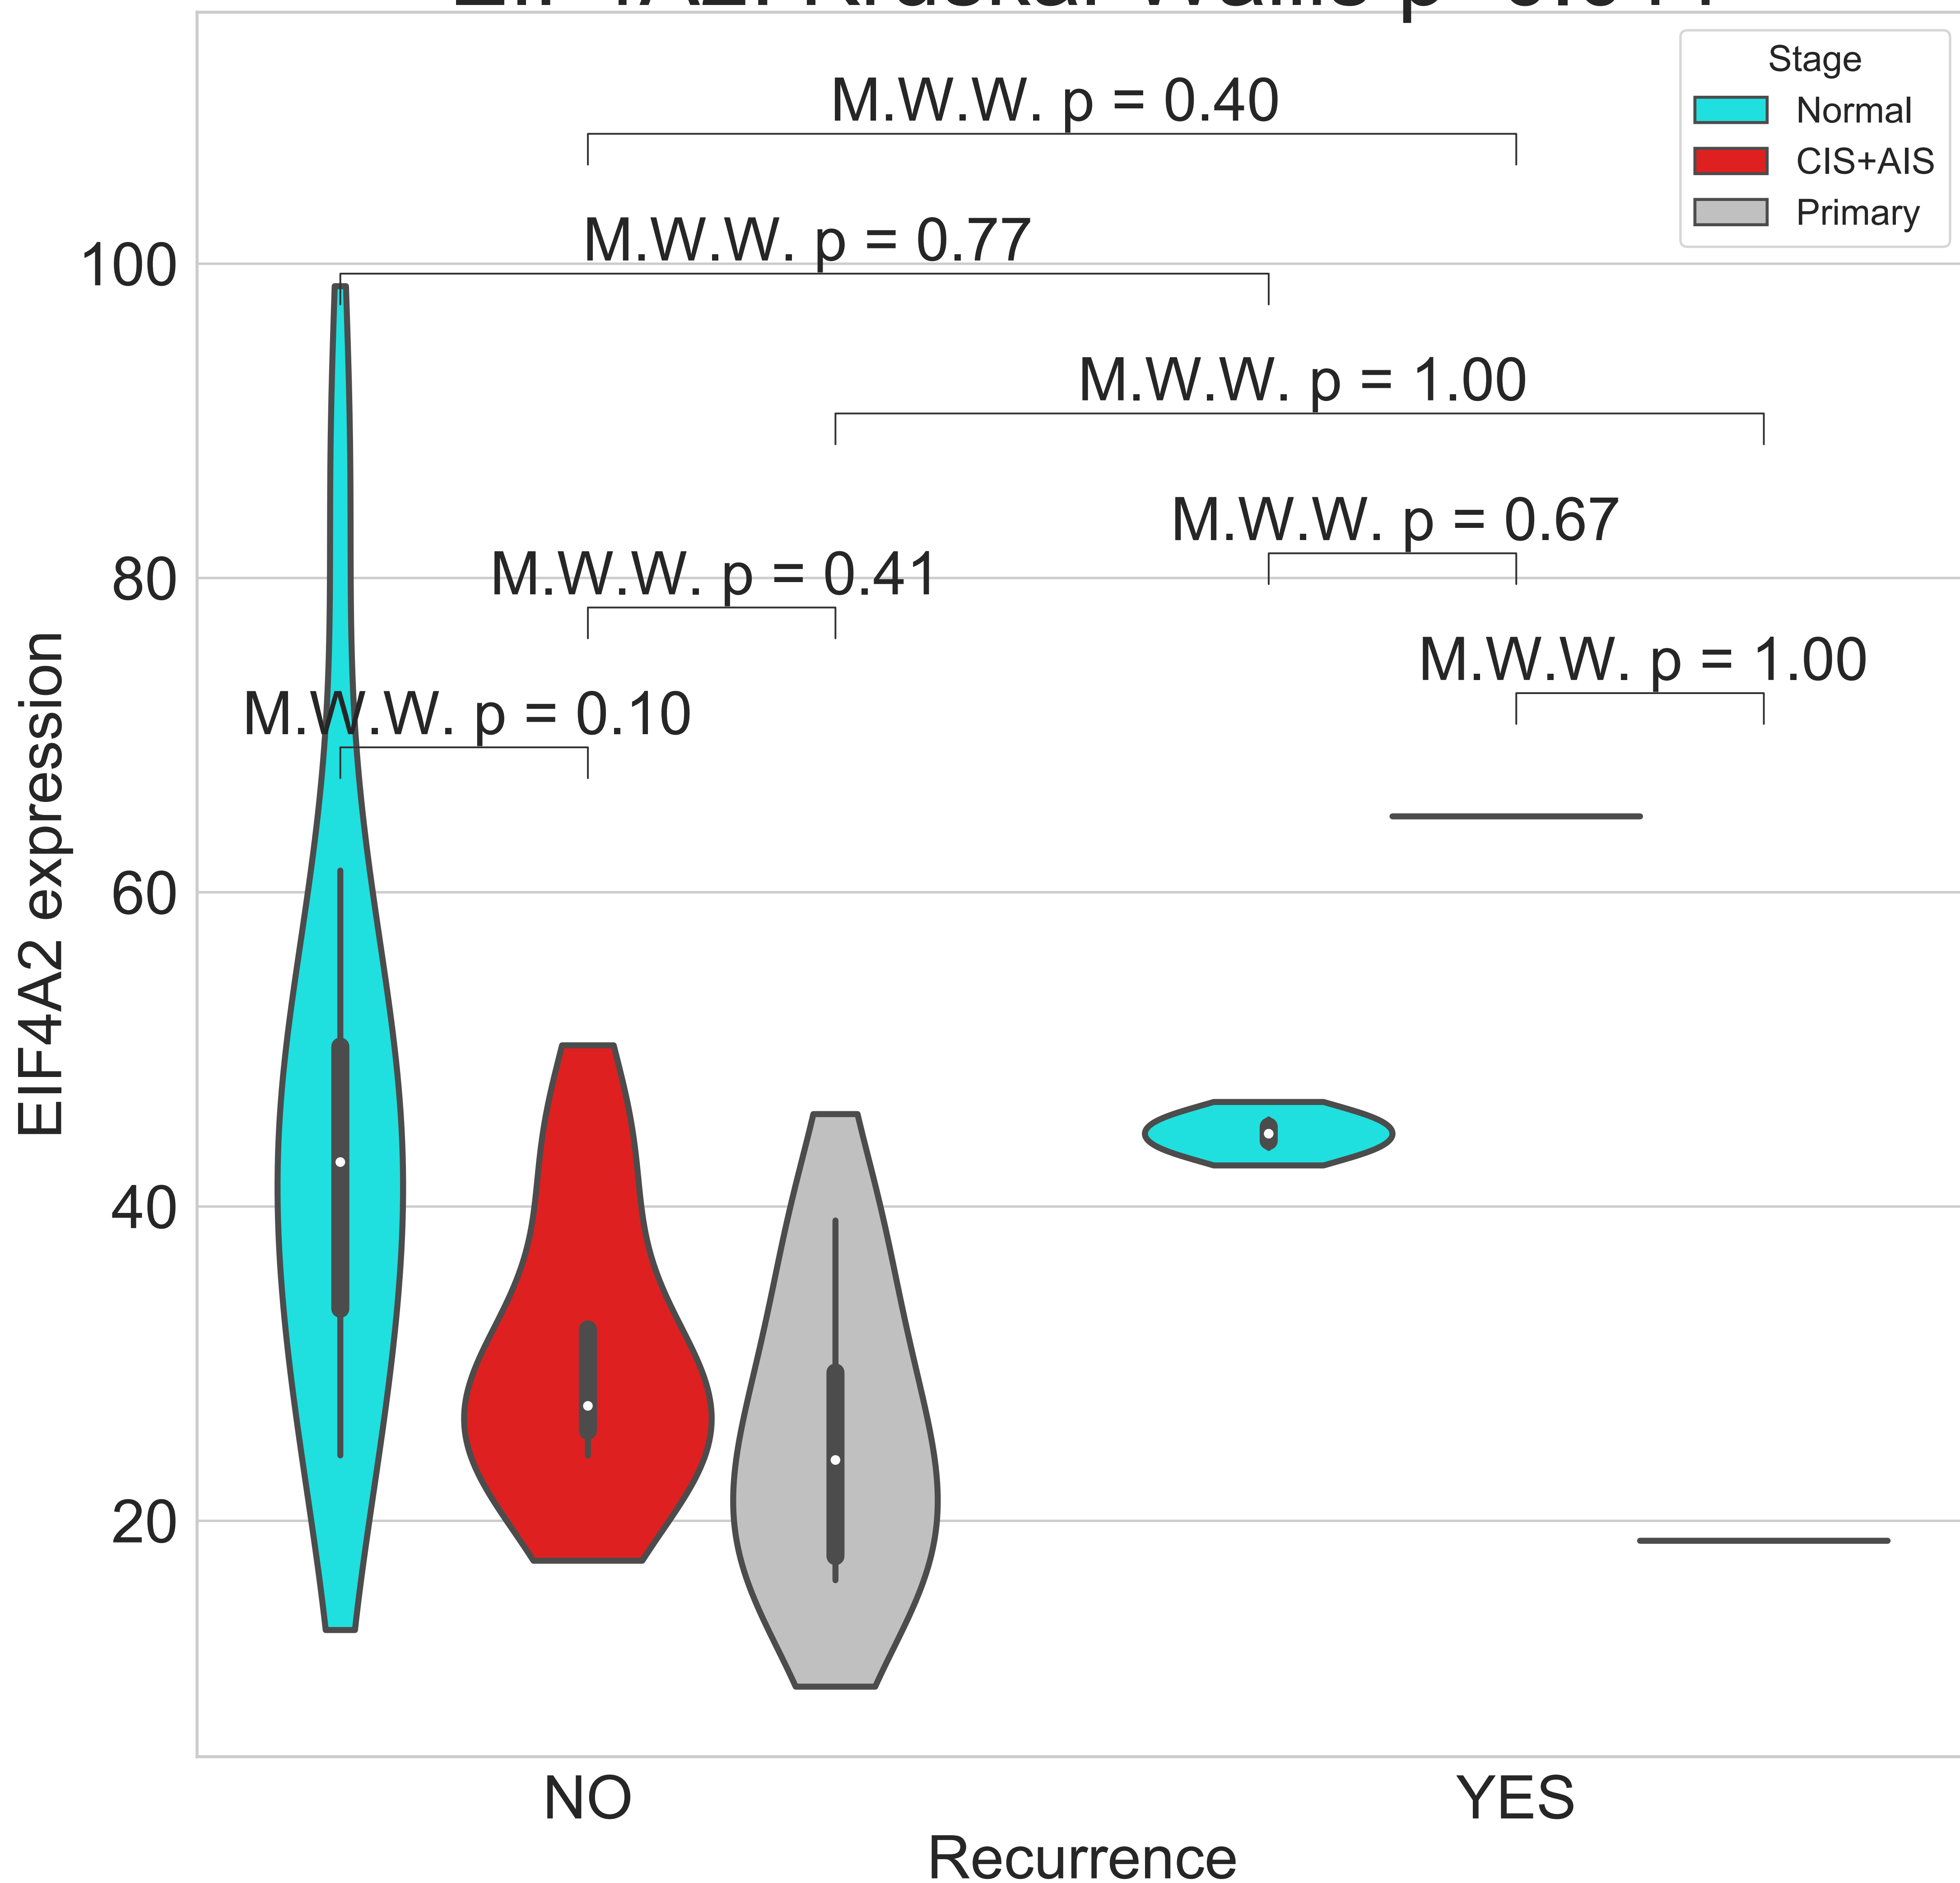 Stage
Normal
CIS+AIS
Primary
M.W.W. p = 0.40
M.W.W. p = 0.77
M.W.W. p = 1.00
M.W.W. p = 0.67
M.W.W. p = 0.41
M.W.W. p = 1.00
M.W.W. p = 0.10
100
80
60
40
20
EIF4A2 expression
NO
YES
Recurrence